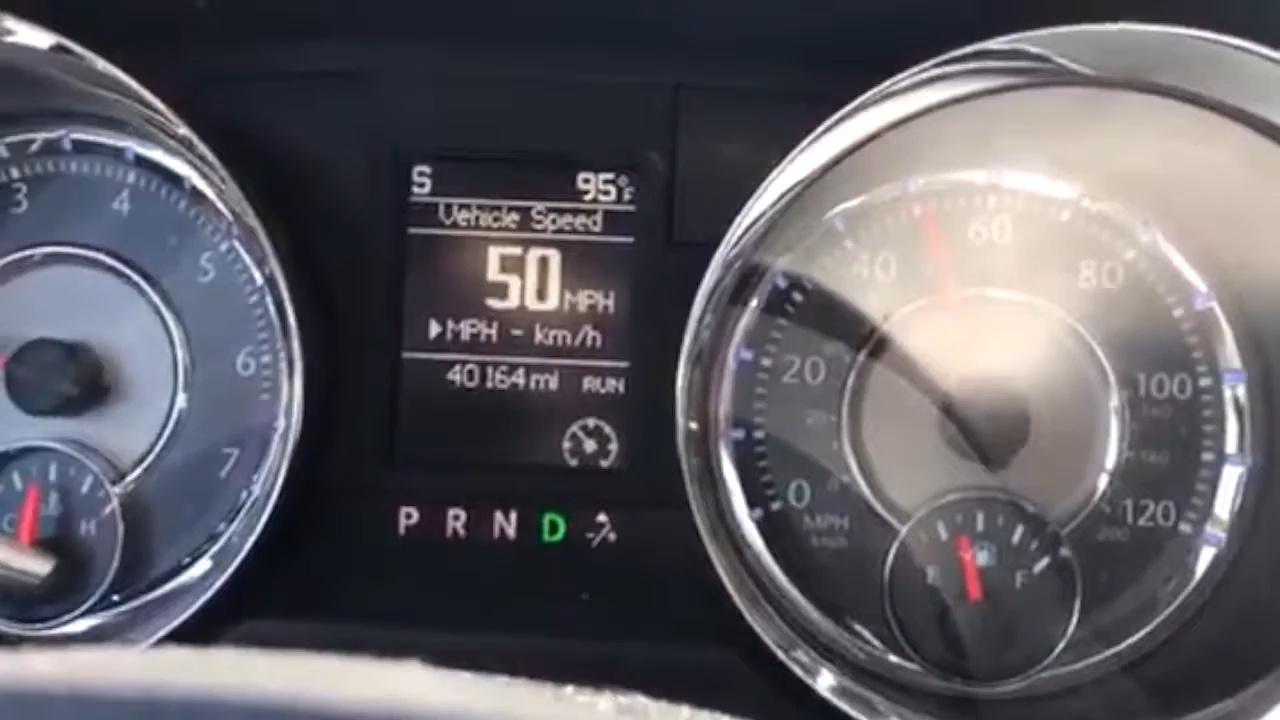 S 95°F
Vehicle Speed
50 MPH
MPH - km/h
40164 mi RUN
P R N D
3
4
5
6
7
C H
0
20
40
60
80
100
120
MPH
km/h
E F